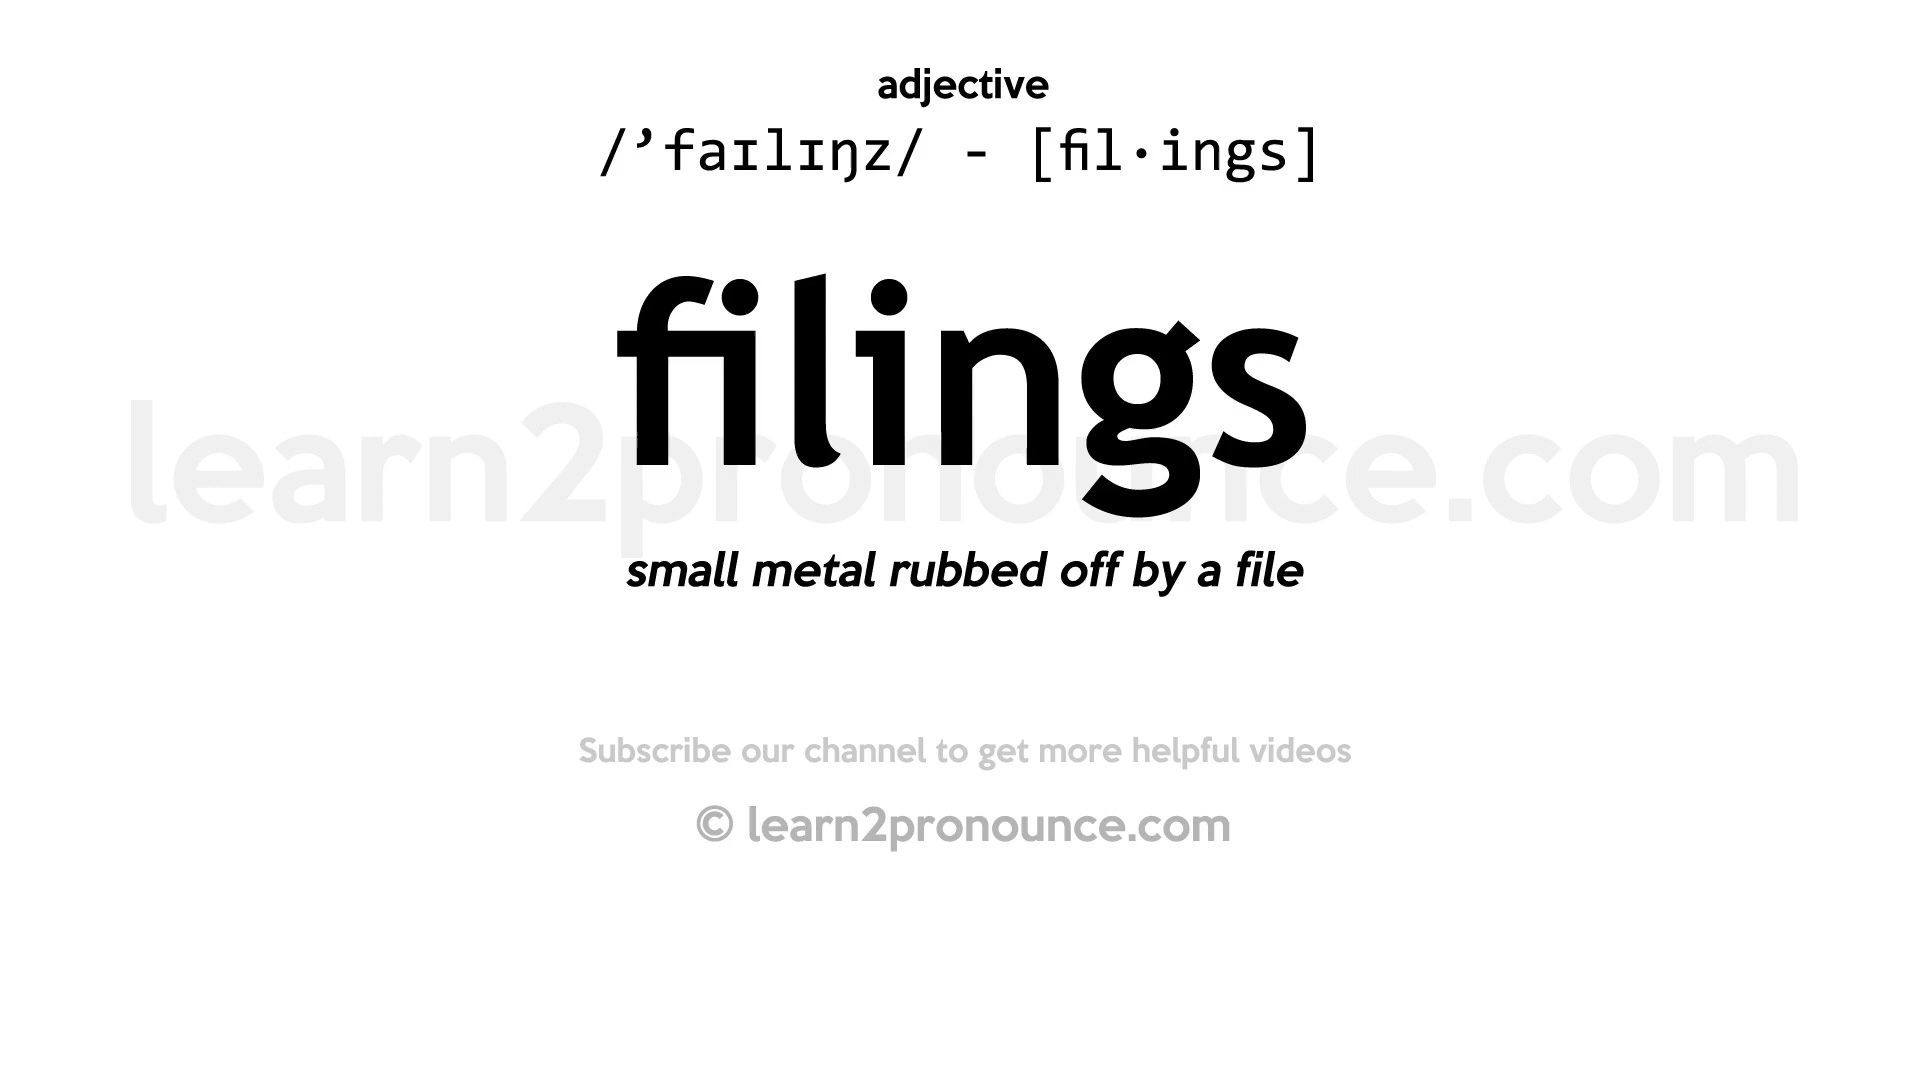 adjective
/’faɪlɪŋz/ - [fil·ings]
filings
learn2pronounce.com
small metal rubbed off by a file
Subscribe our channel to get more helpful videos
© learn2pronounce.com